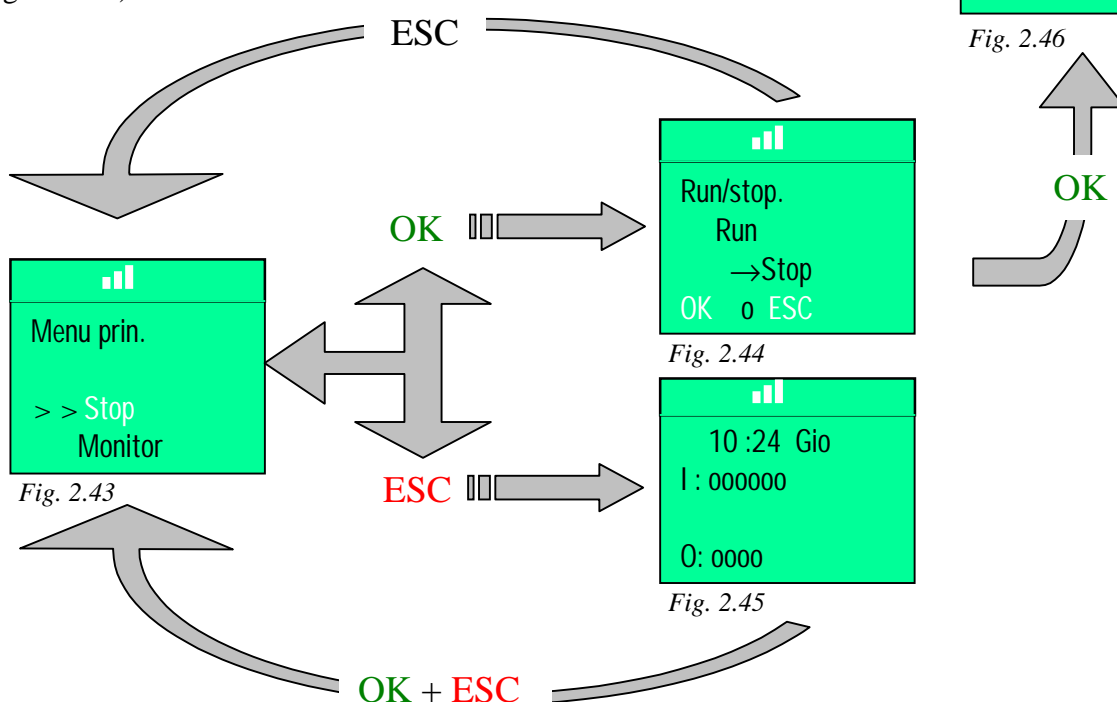 ESC
Fig. 2.46
Run/stop.
Run
→Stop
OK o ESC
Fig. 2.44
OK
OK
Menu prin.
> > Stop
Monitor
Fig. 2.43
ESC
10 :24 Gio
I : 000000
O: 0000
Fig. 2.45
OK + ESC